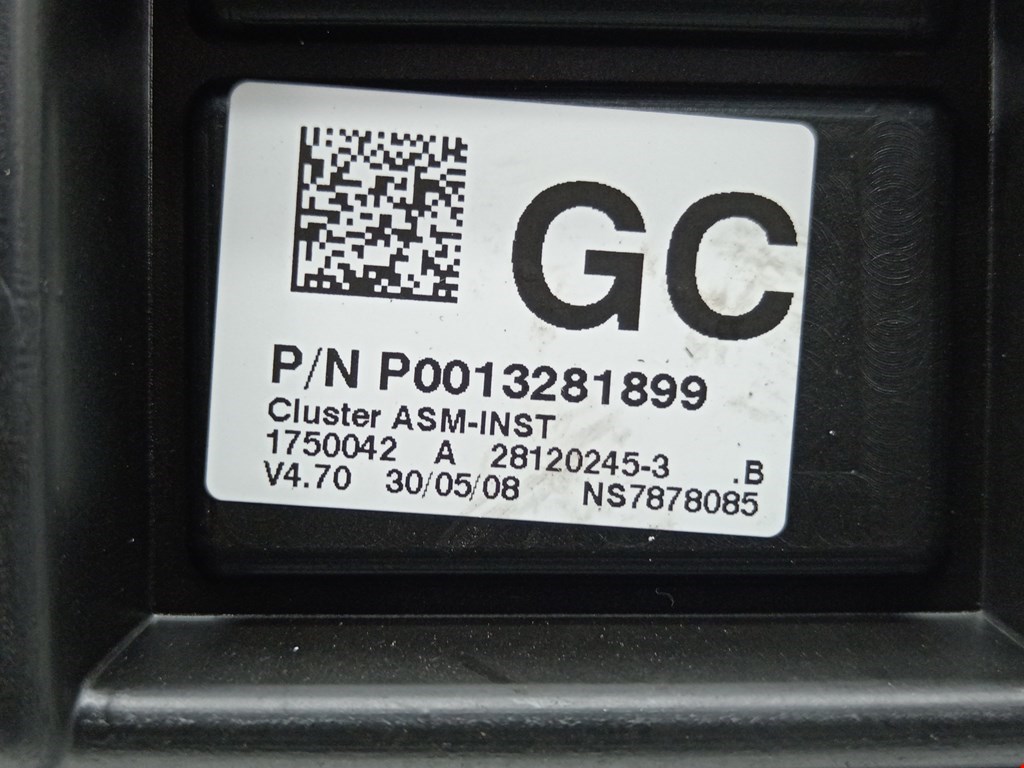 GC
P/N P0013281899
Cluster ASM-INST
1750042 A 28120245-3 .B
V4.70 30/05/08 NS7878085